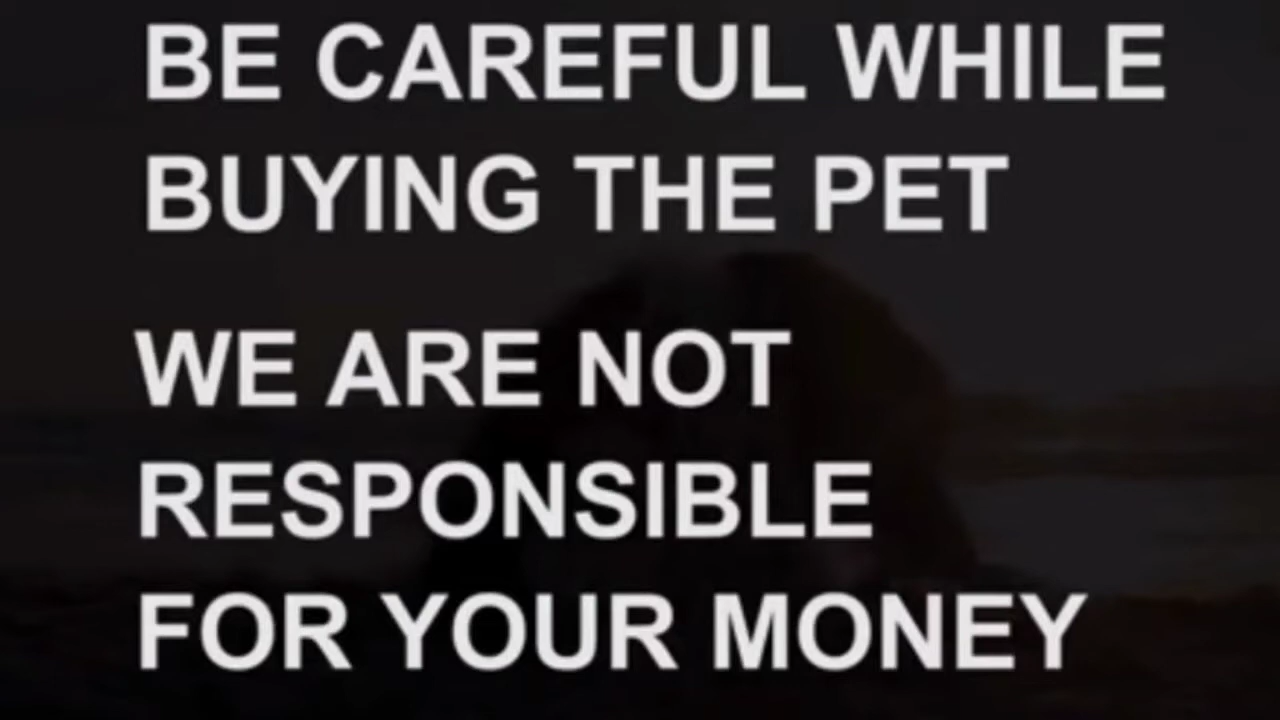 BE CAREFUL WHILE
BUYING THE PET
WE ARE NOT
RESPONSIBLE
FOR YOUR MONEY